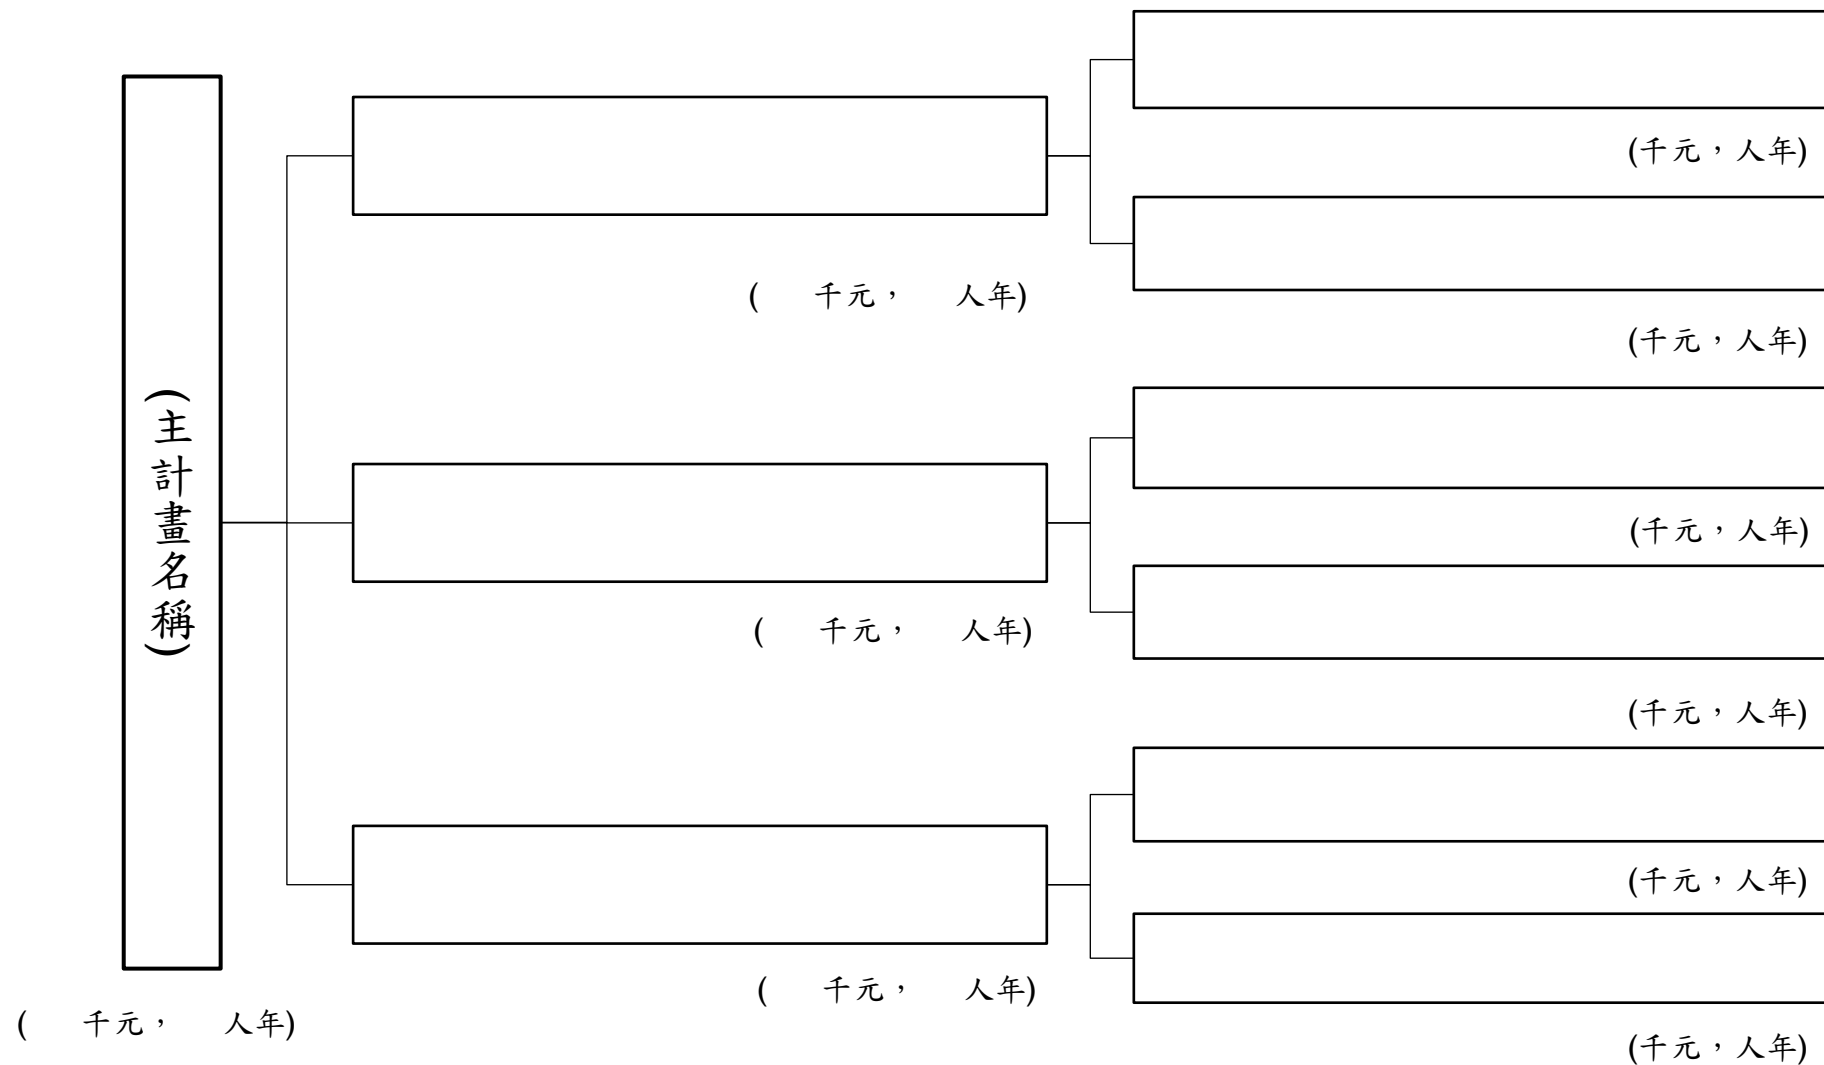 (主計畫名稱)
(　千元，　人年)
(　千元，　人年)
(　千元，　人年)
(　千元，　人年)
(千元，人年)
(千元，人年)
(千元，人年)
(千元，人年)
(千元，人年)
(千元，人年)